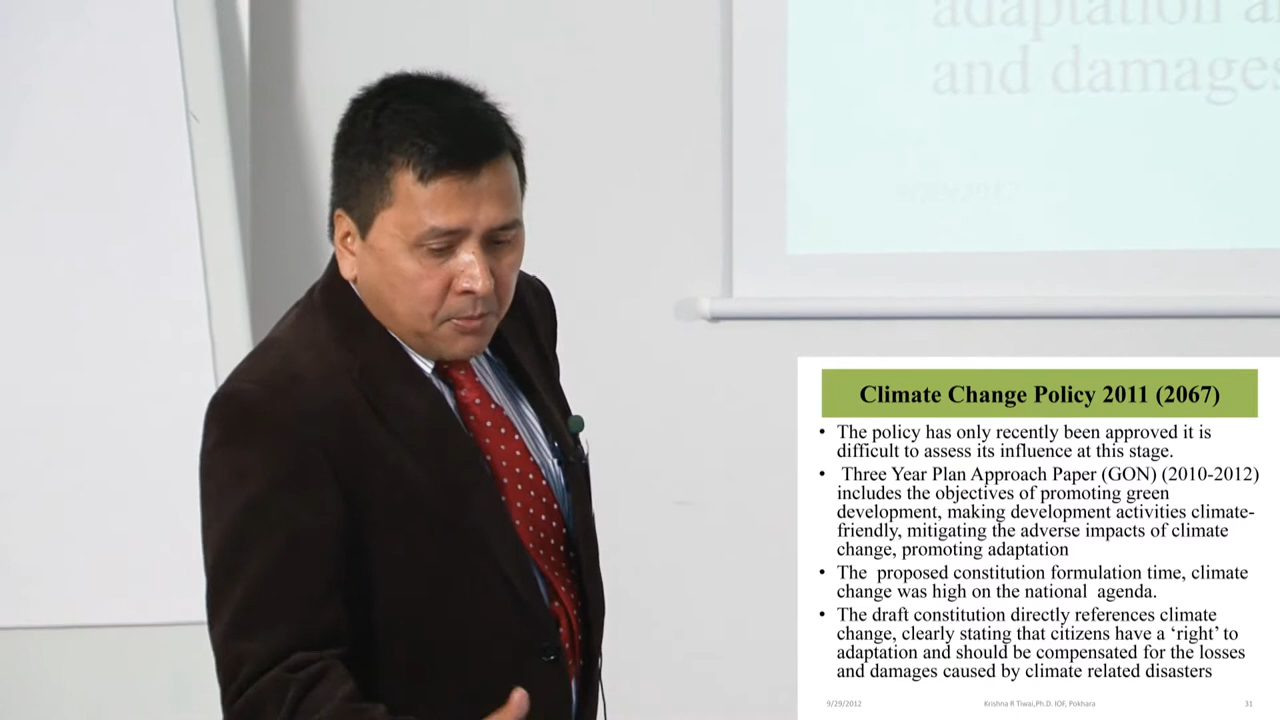 adaptation a
and damages
Climate Change Policy 2011 (2067)
• The policy has only recently been approved it is
difficult to assess its influence at this stage.
• Three Year Plan Approach Paper (GON) (2010-2012)
includes the objectives of promoting green
development, making development activities climate-
friendly, mitigating the adverse impacts of climate
change, promoting adaptation
• The proposed constitution formulation time, climate
change was high on the national agenda.
• The draft constitution directly references climate
change, clearly stating that citizens have a ‘right’ to
adaptation and should be compensated for the losses
and damages caused by climate related disasters
9/29/2012 Krishna R Tiwai,Ph.D. IOF, Pokhara 31